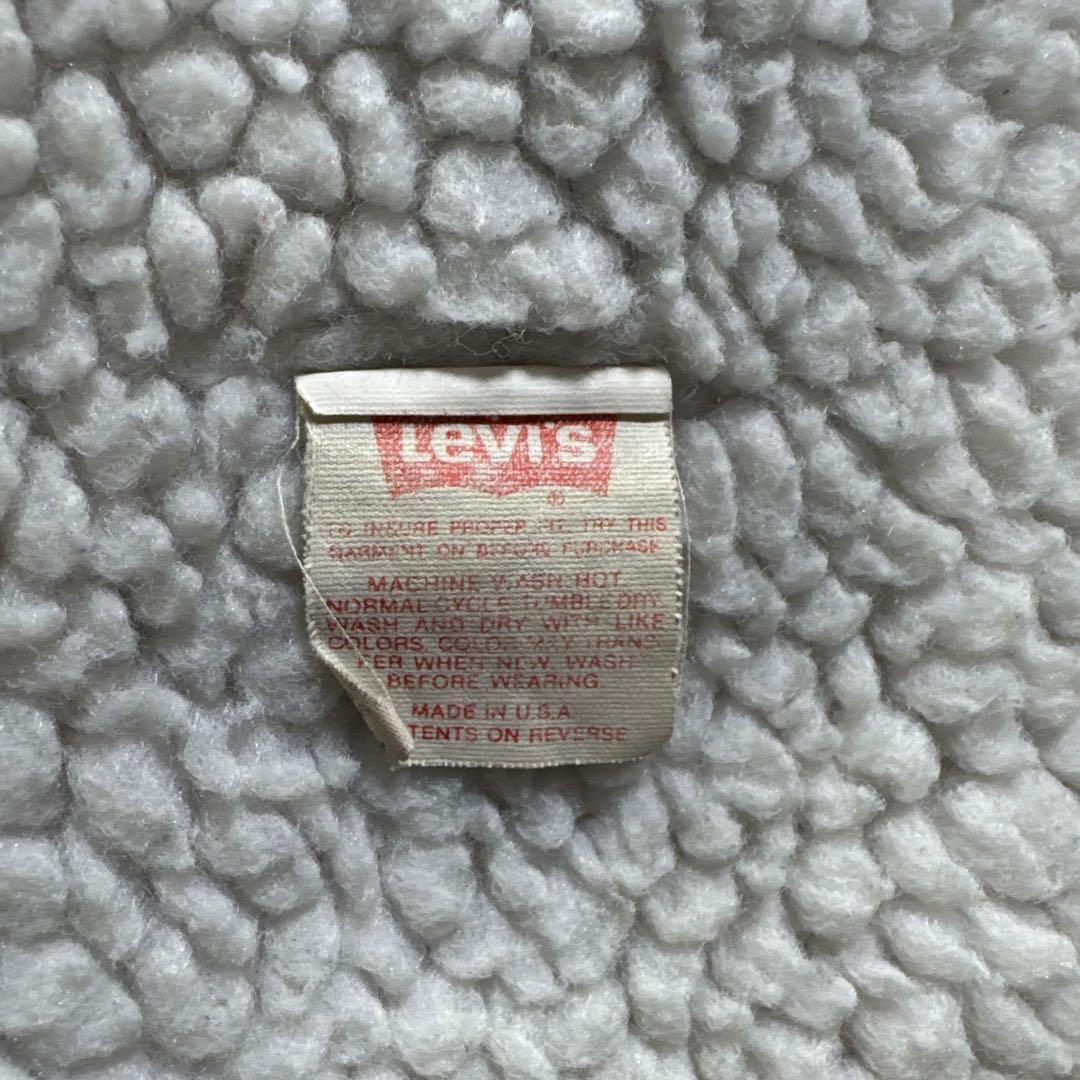 Levi's
®
TO INSURE PROPER FIT TRY THIS
GARMENT ON BEFORE PURCHASE
MACHINE WASH HOT
NORMAL CYCLE TUMBLE DRY
WASH AND DRY WITH LIKE
COLORS COLOR MAY TRANS-
FER WHEN NEW. WASH
BEFORE WEARING
MADE IN U.S.A.
TENTS ON REVERSE